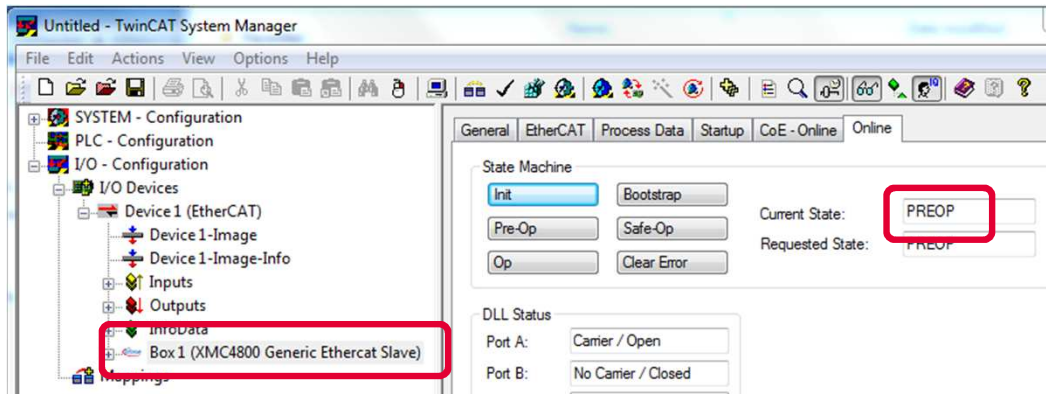 Untitled - TwinCAT System Manager
File Edit Actions View Options Help
SYSTEM - Configuration
PLC - Configuration
I/O - Configuration
I/O Devices
Device 1 (EtherCAT)
Device 1-Image
Device 1-Image-Info
Inputs
Outputs
InfoData
Box 1 (XMC4800 Generic Ethercat Slave)
Mappings
General EtherCAT Process Data Startup CoE - Online Online
State Machine
Init Bootstrap
Pre-Op Safe-Op
Op Clear Error
Current State: PREOP
Requested State: PREOP
DLL Status
Port A: Carrier / Open
Port B: No Carrier / Closed